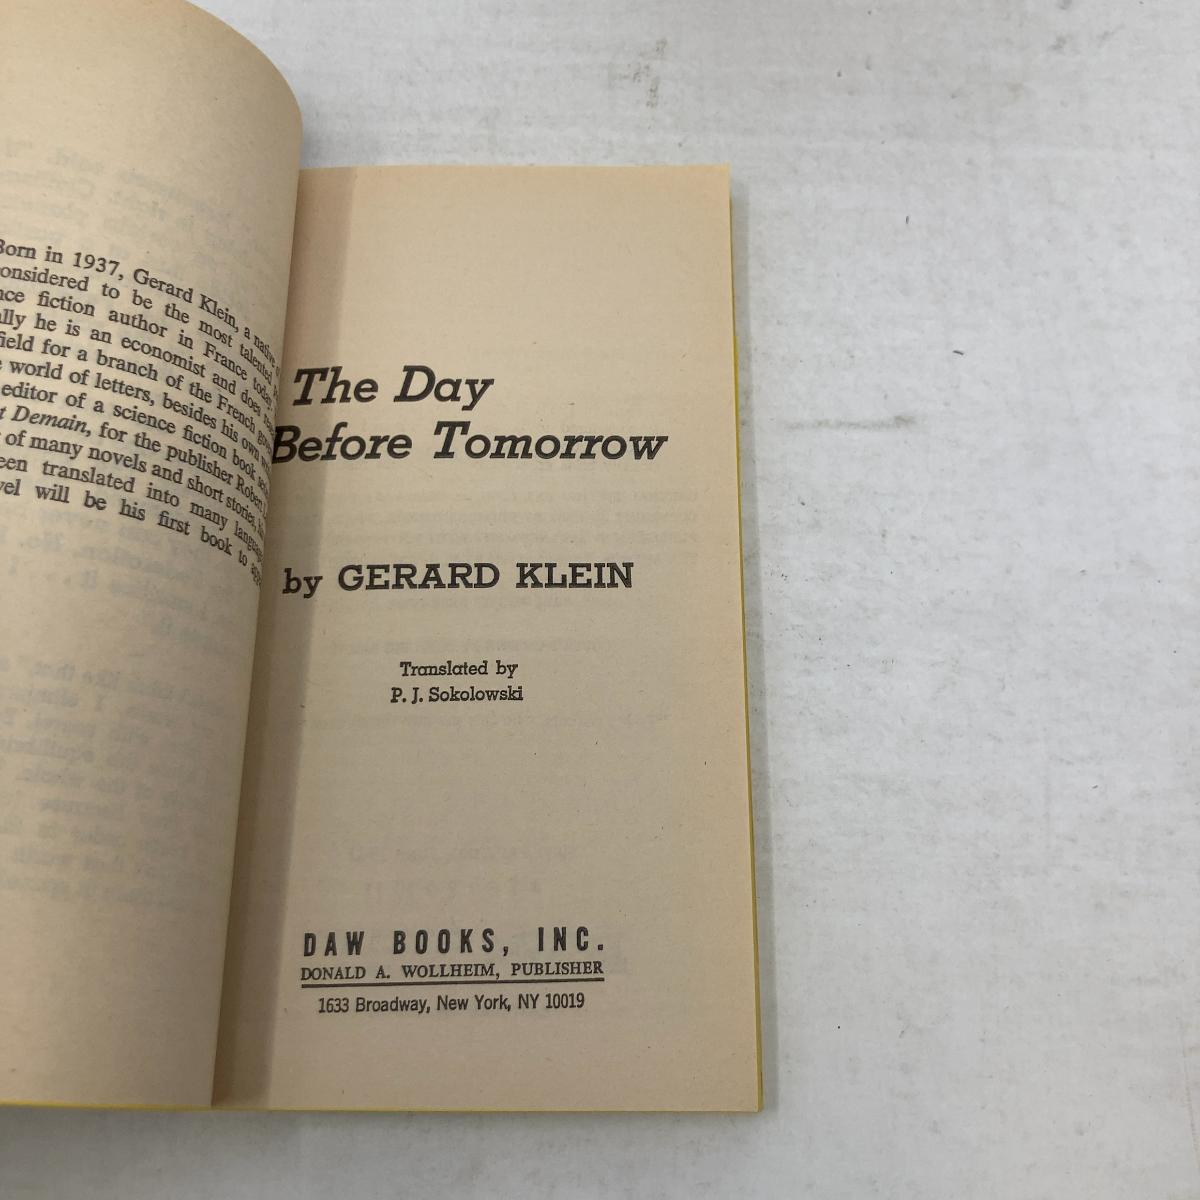 Born in 1937, Gerard Klein, a native of
considered to be the most talented
fiction author in France today.
he is an economist and does
field for a branch of the French
world of letters, besides his own
editor of a science fiction book
Demain, for the publisher Robert
of many novels and short stories,
translated into many
will be his first book to
The Day
Before Tomorrow
by GERARD KLEIN
Translated by
P. J. Sokolowski
DAW BOOKS, INC.
DONALD A. WOLLHEIM, PUBLISHER
1633 Broadway, New York, NY 10019